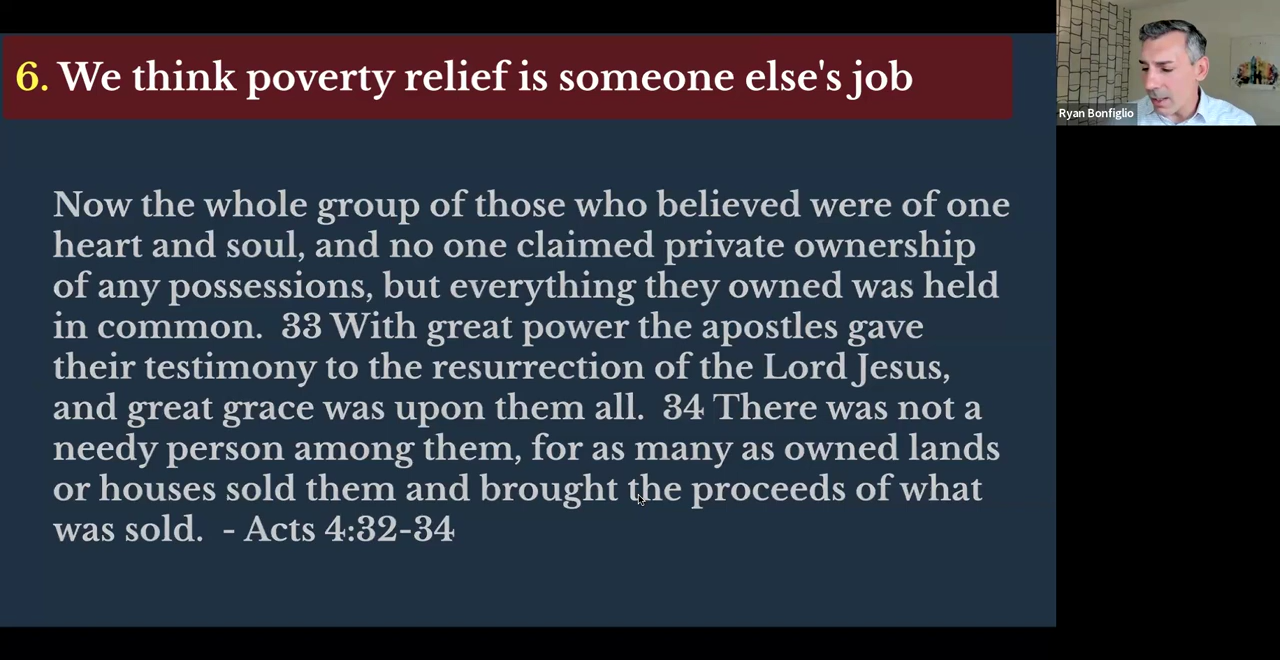 6. We think poverty relief is someone else's job
Ryan Bonfiglio
Now the whole group of those who believed were of one
heart and soul, and no one claimed private ownership
of any possessions, but everything they owned was held
in common.  33 With great power the apostles gave
their testimony to the resurrection of the Lord Jesus,
and great grace was upon them all.  34 There was not a
needy person among them, for as many as owned lands
or houses sold them and brought the proceeds of what
was sold.  - Acts 4:32-34